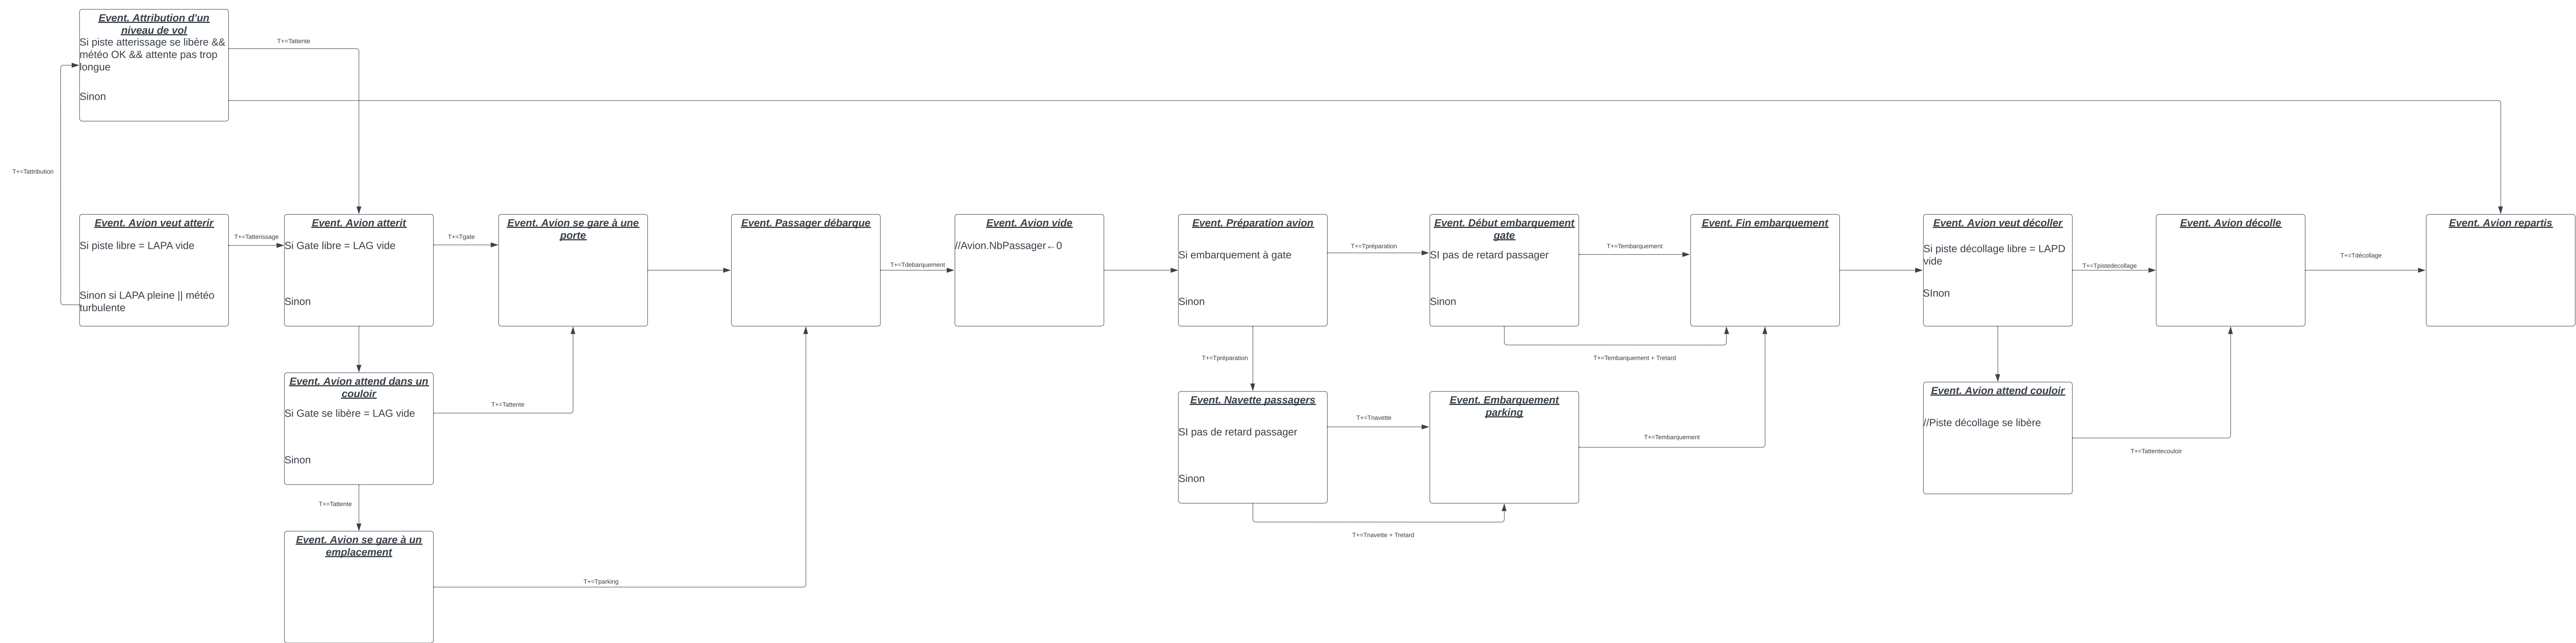 Event. Attribution d'un
niveau de vol
Si piste atterissage se libère &&
météo OK && attente pas trop
longue
Sinon
T+=Tattente
T+=Tattribution
Event. Avion veut atterir
Si piste libre = LAPA vide
Sinon si LAPA pleine || météo
turbulente
T+=Tatterissage
Event. Avion atterit
Si Gate libre = LAG vide
Sinon
T+=Tgate
Event. Avion se gare à une
porte
Event. Passager débarque
T+=Tdebarquement
Event. Avion vide
//Avion.NbPassager←0
Event. Préparation avion
Si embarquement à gate
Sinon
T+=Tpréparation
Event. Début embarquement
gate
SI pas de retard passager
Sinon
T+=Tembarquement
Event. Fin embarquement
Event. Avion veut décoller
Si piste décollage libre = LAPD
vide
SInon
T+=Tpistedecollage
Event. Avion décolle
T+=Tdécollage
Event. Avion repartis
T+=Tpréparation
T+=Tembarquement + Tretard
Event. Avion attend dans un
couloir
Si Gate se libère = LAG vide
Sinon
T+=Tattente
Event. Navette passagers
SI pas de retard passager
Sinon
T+=Tnavette
Event. Embarquement
parking
T+=Tembarquement
Event. Avion attend couloir
//Piste décollage se libère
T+=Tattentecouloir
T+=Tattente
T+=Tnavette + Tretard
Event. Avion se gare à un
emplacement
T+=Tparking